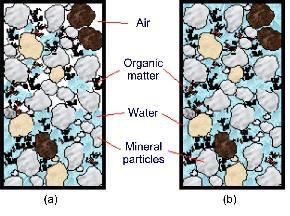 Air
Organic
matter
Water
Mineral
particles
(a)
(b)